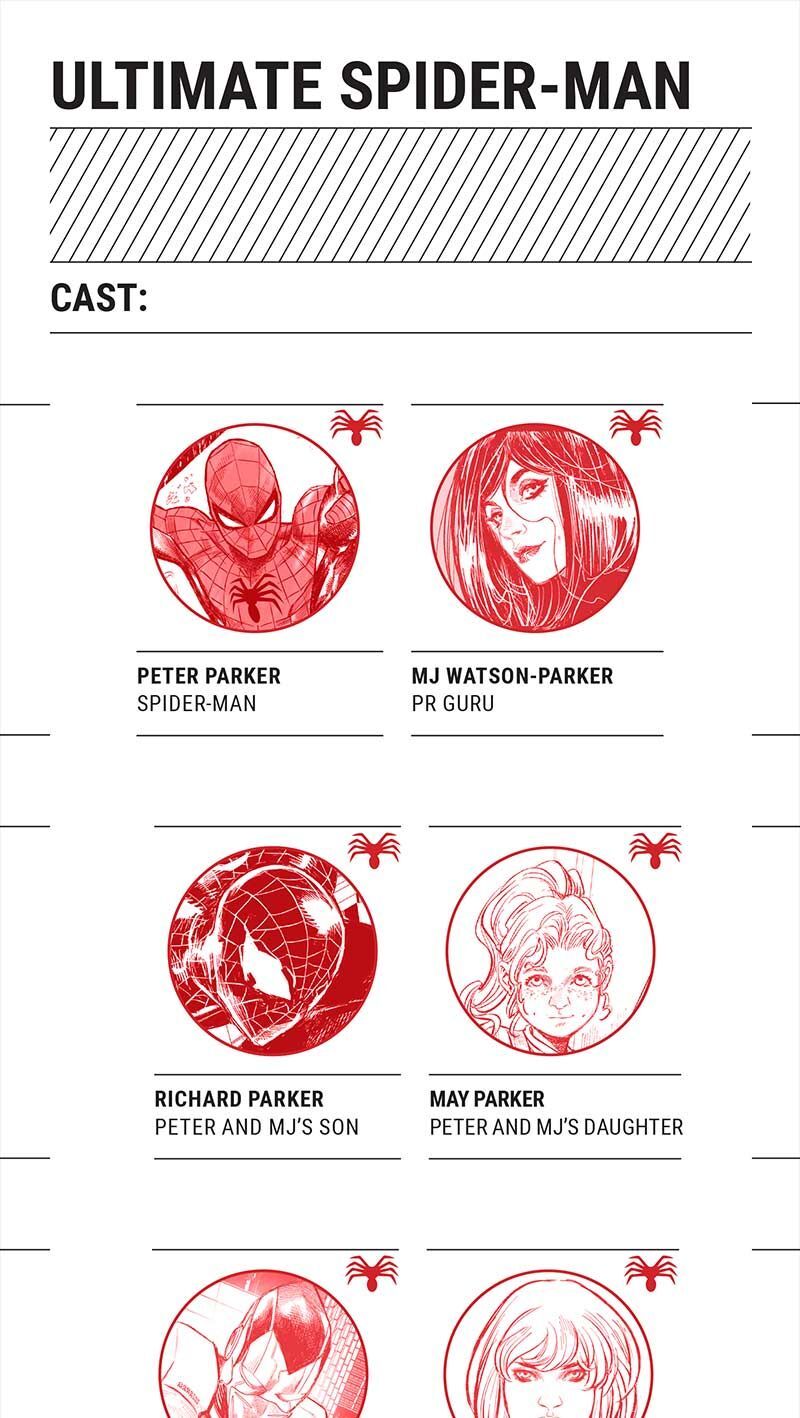 ULTIMATE SPIDER-MAN
CAST:
PETER PARKER
SPIDER-MAN
MJ WATSON-PARKER
PR GURU
RICHARD PARKER
PETER AND MJ’S SON
MAY PARKER
PETER AND MJ’S DAUGHTER